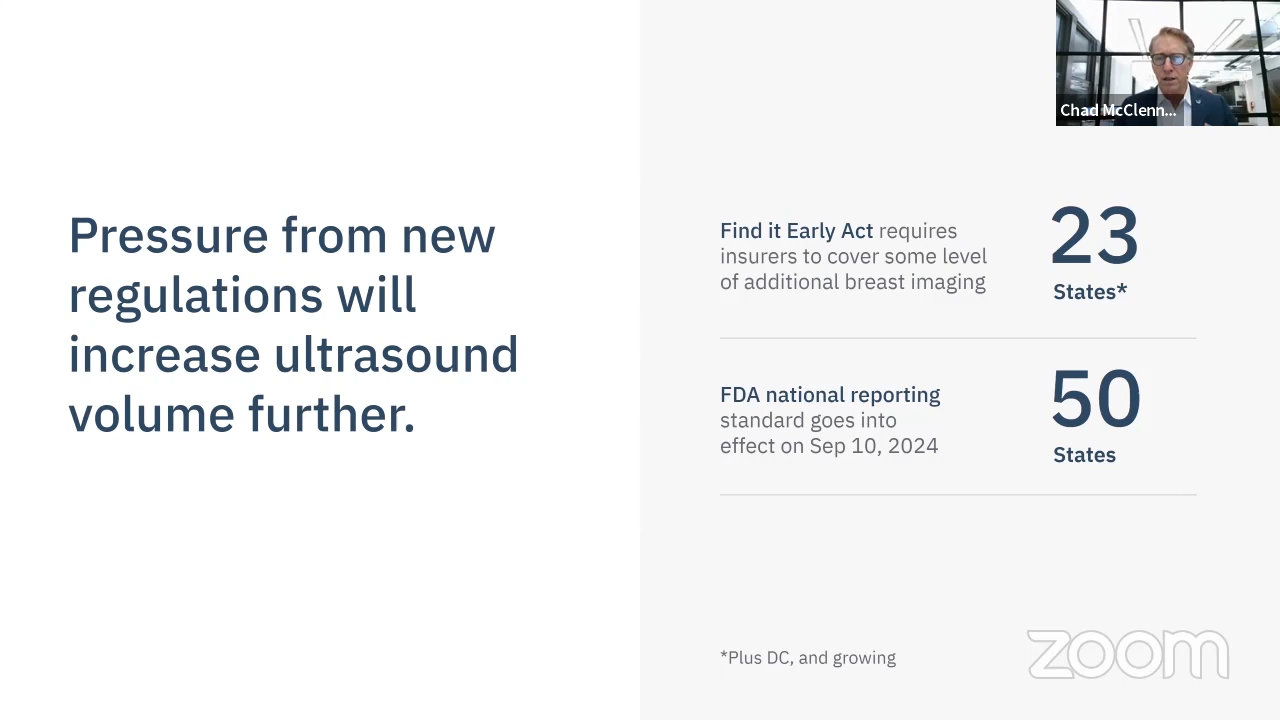 Chad McClenn...
Pressure from new
regulations will
increase ultrasound
volume further.
Find it Early Act requires
insurers to cover some level
of additional breast imaging
23
States*
FDA national reporting
standard goes into
effect on Sep 10, 2024
50
States
*Plus DC, and growing
zoom